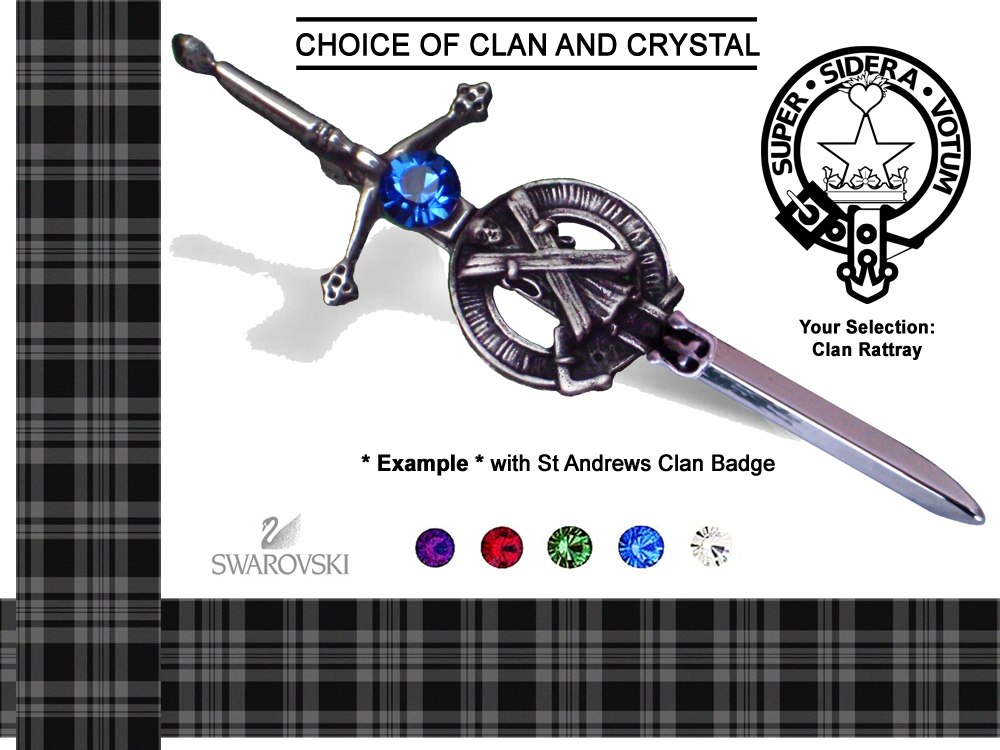 CHOICE OF CLAN AND CRYSTAL
SUPER • SIDERA • VOTUM
Your Selection:
Clan Rattray
* Example * with St Andrews Clan Badge
SWAROVSKI